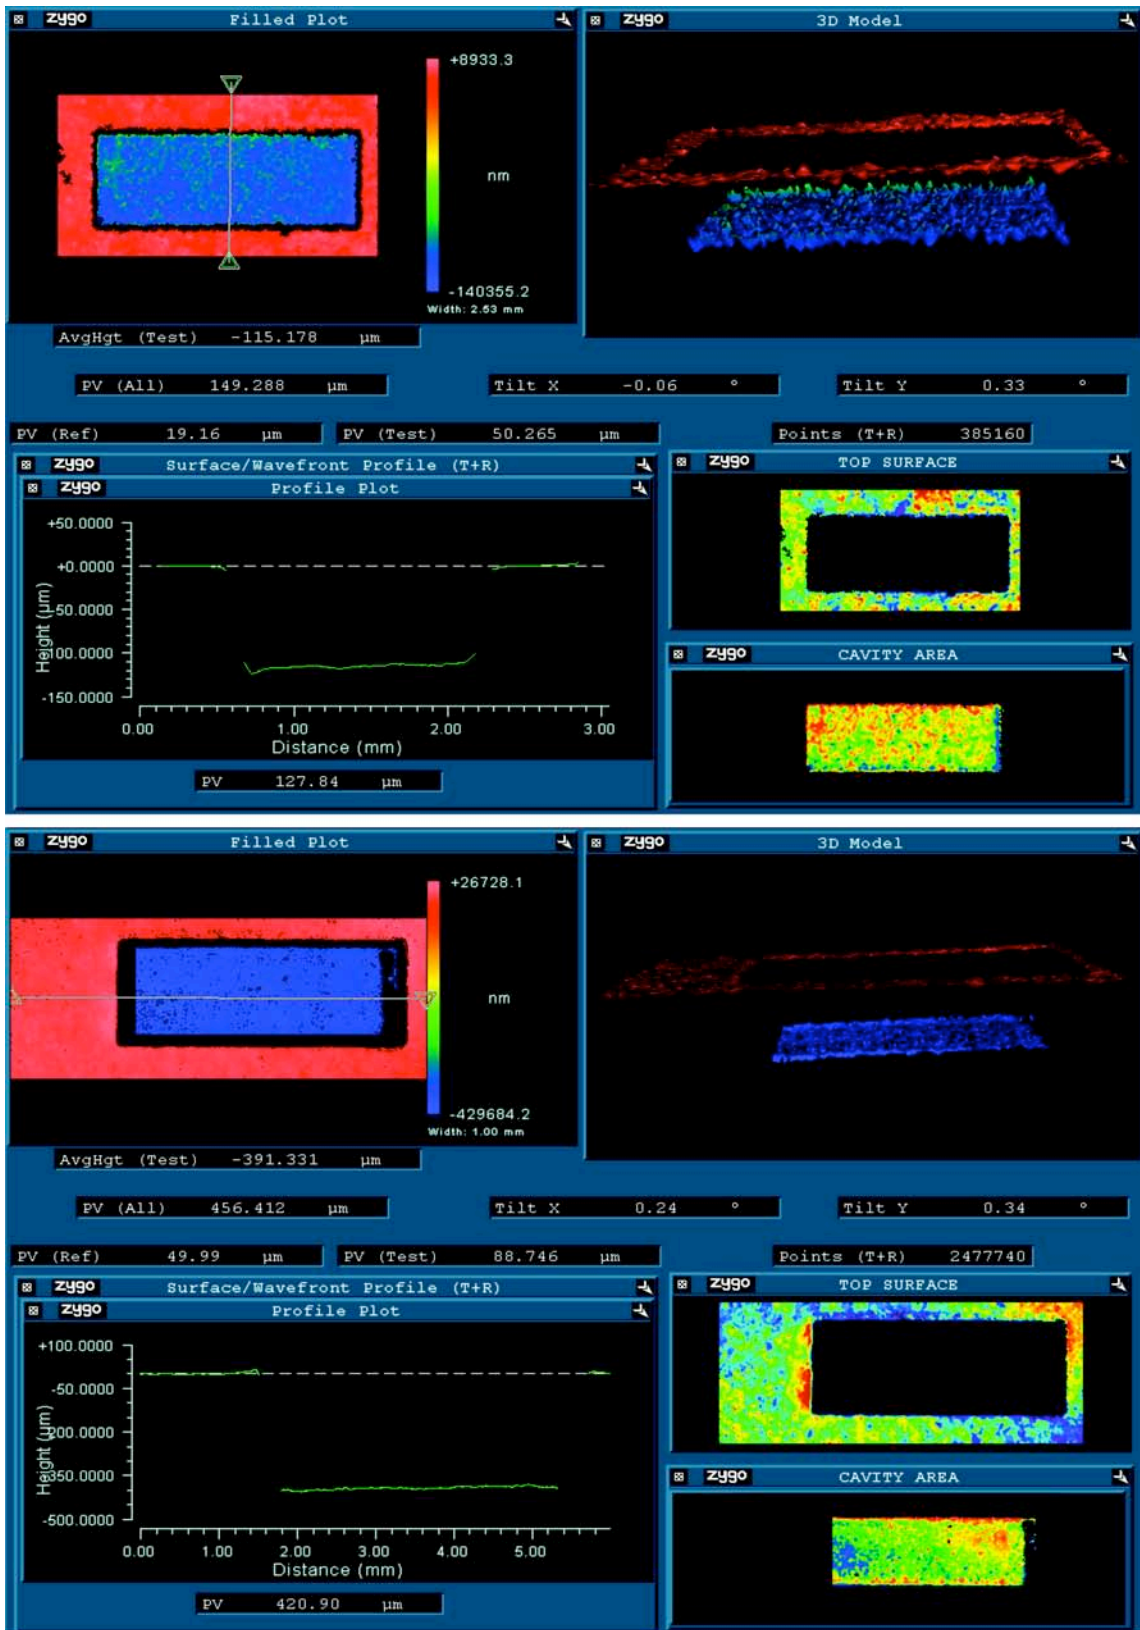 zygo Filled Plot
zygo 3D Model
+8933.3
nm
-140355.2
Width: 2.53 mm
AvgHgt (Test) -115.178 µm
PV (All) 149.288 µm
Tilt X -0.06 °
Tilt Y 0.33 °
PV (Ref) 19.16 µm
PV (Test) 50.265 µm
Points (T+R) 385160
zygo Surface/Wavefront Profile (T+R)
zygo TOP SURFACE
zygo Profile Plot
+50.0000
+0.0000
-50.0000
-100.0000
-150.0000
Height (µm)
0.00 1.00 2.00 3.00
Distance (mm)
PV 127.84 µm
zygo CAVITY AREA
zygo Filled Plot
zygo 3D Model
+26728.1
nm
-429684.2
Width: 1.00 mm
AvgHgt (Test) -391.331 µm
PV (All) 456.412 µm
Tilt X 0.24 °
Tilt Y 0.34 °
PV (Ref) 49.99 µm
PV (Test) 88.746 µm
Points (T+R) 2477740
zygo Surface/Wavefront Profile (T+R)
zygo TOP SURFACE
zygo Profile Plot
+100.0000
-50.0000
-200.0000
-350.0000
-500.0000
Height (µm)
0.00 1.00 2.00 3.00 4.00 5.00
Distance (mm)
PV 420.90 µm
zygo CAVITY AREA